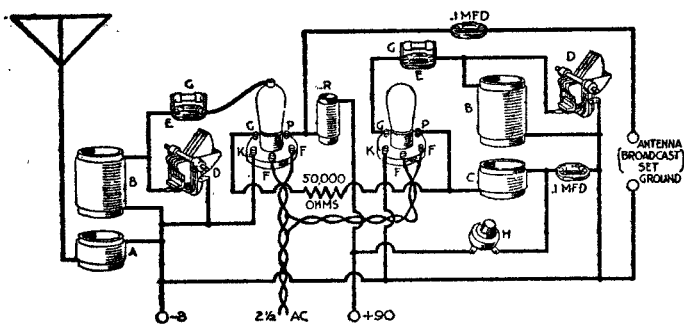 .1 MFD
G
E
G
E
D
B
G
P
R
G
P
K
F
F
K
F
F
B
D
A
50,000
OHMS
C
.1 MFD
H
ANTENNA
(BROADCAST)
SET
GROUND
-B
2½ AC
+90